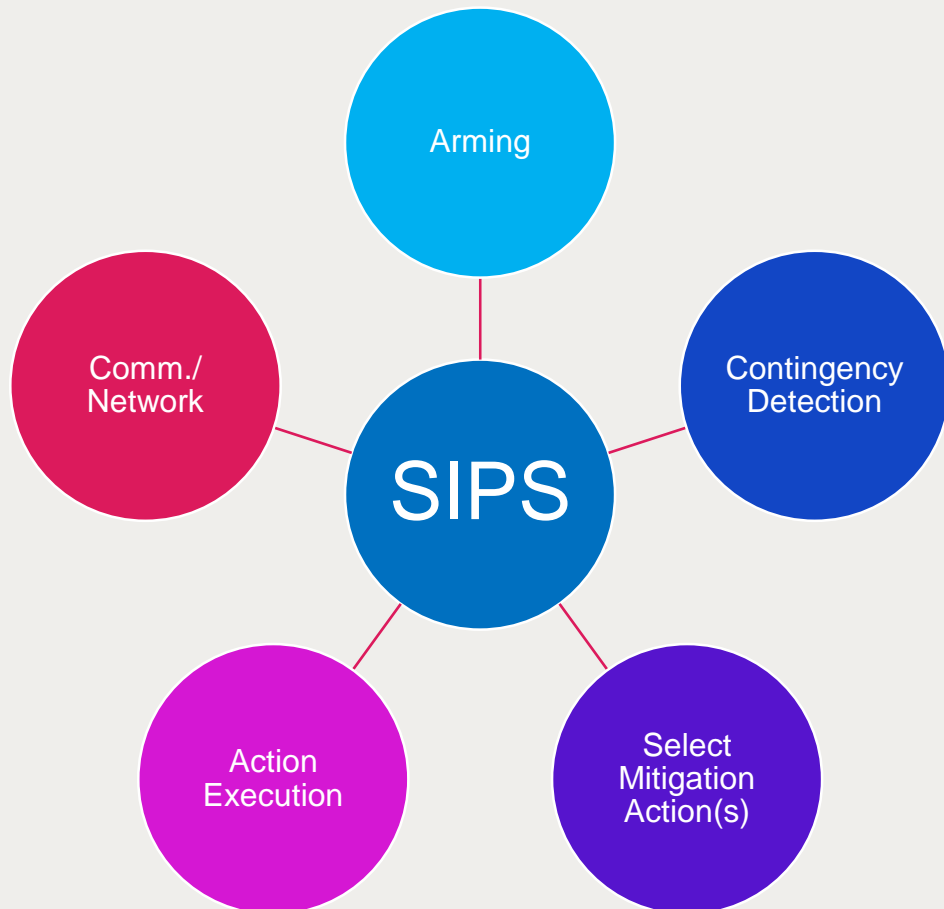 Arming
Comm./
Network
Contingency
Detection
SIPS
Action
Execution
Select
Mitigation
Action(s)